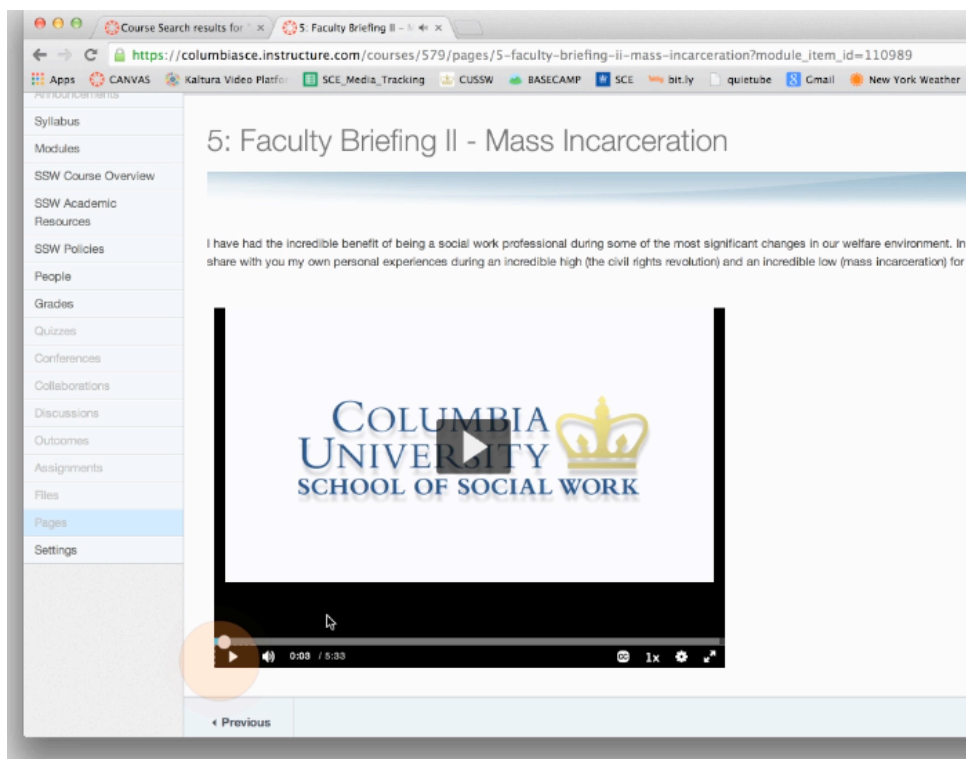 Course Search results for "
5: Faculty Briefing II – M
https://columbiasce.instructure.com/courses/579/pages/5-faculty-briefing-ii-mass-incarceration?module_item_id=110989
Apps CANVAS Kaltura Video Platfo SCE_Media_Tracking CUSSW BASECAMP SCE bit.ly quietube Gmail New York Weather
Announcements
Syllabus
Modules
SSW Course Overview
SSW Academic
Resources
SSW Policies
People
Grades
Quizzes
Conferences
Collaborations
Discussions
Outcomes
Assignments
Files
Pages
Settings
5: Faculty Briefing II - Mass Incarceration
I have had the incredible benefit of being a social work professional during some of the most significant changes in our welfare environment. In
share with you my own personal experiences during an incredible high (the civil rights revolution) and an incredible low (mass incarceration) for
COLUMBIA
UNIVERSITY
SCHOOL OF SOCIAL WORK
0:03 / 5:33 CC 1x
Previous